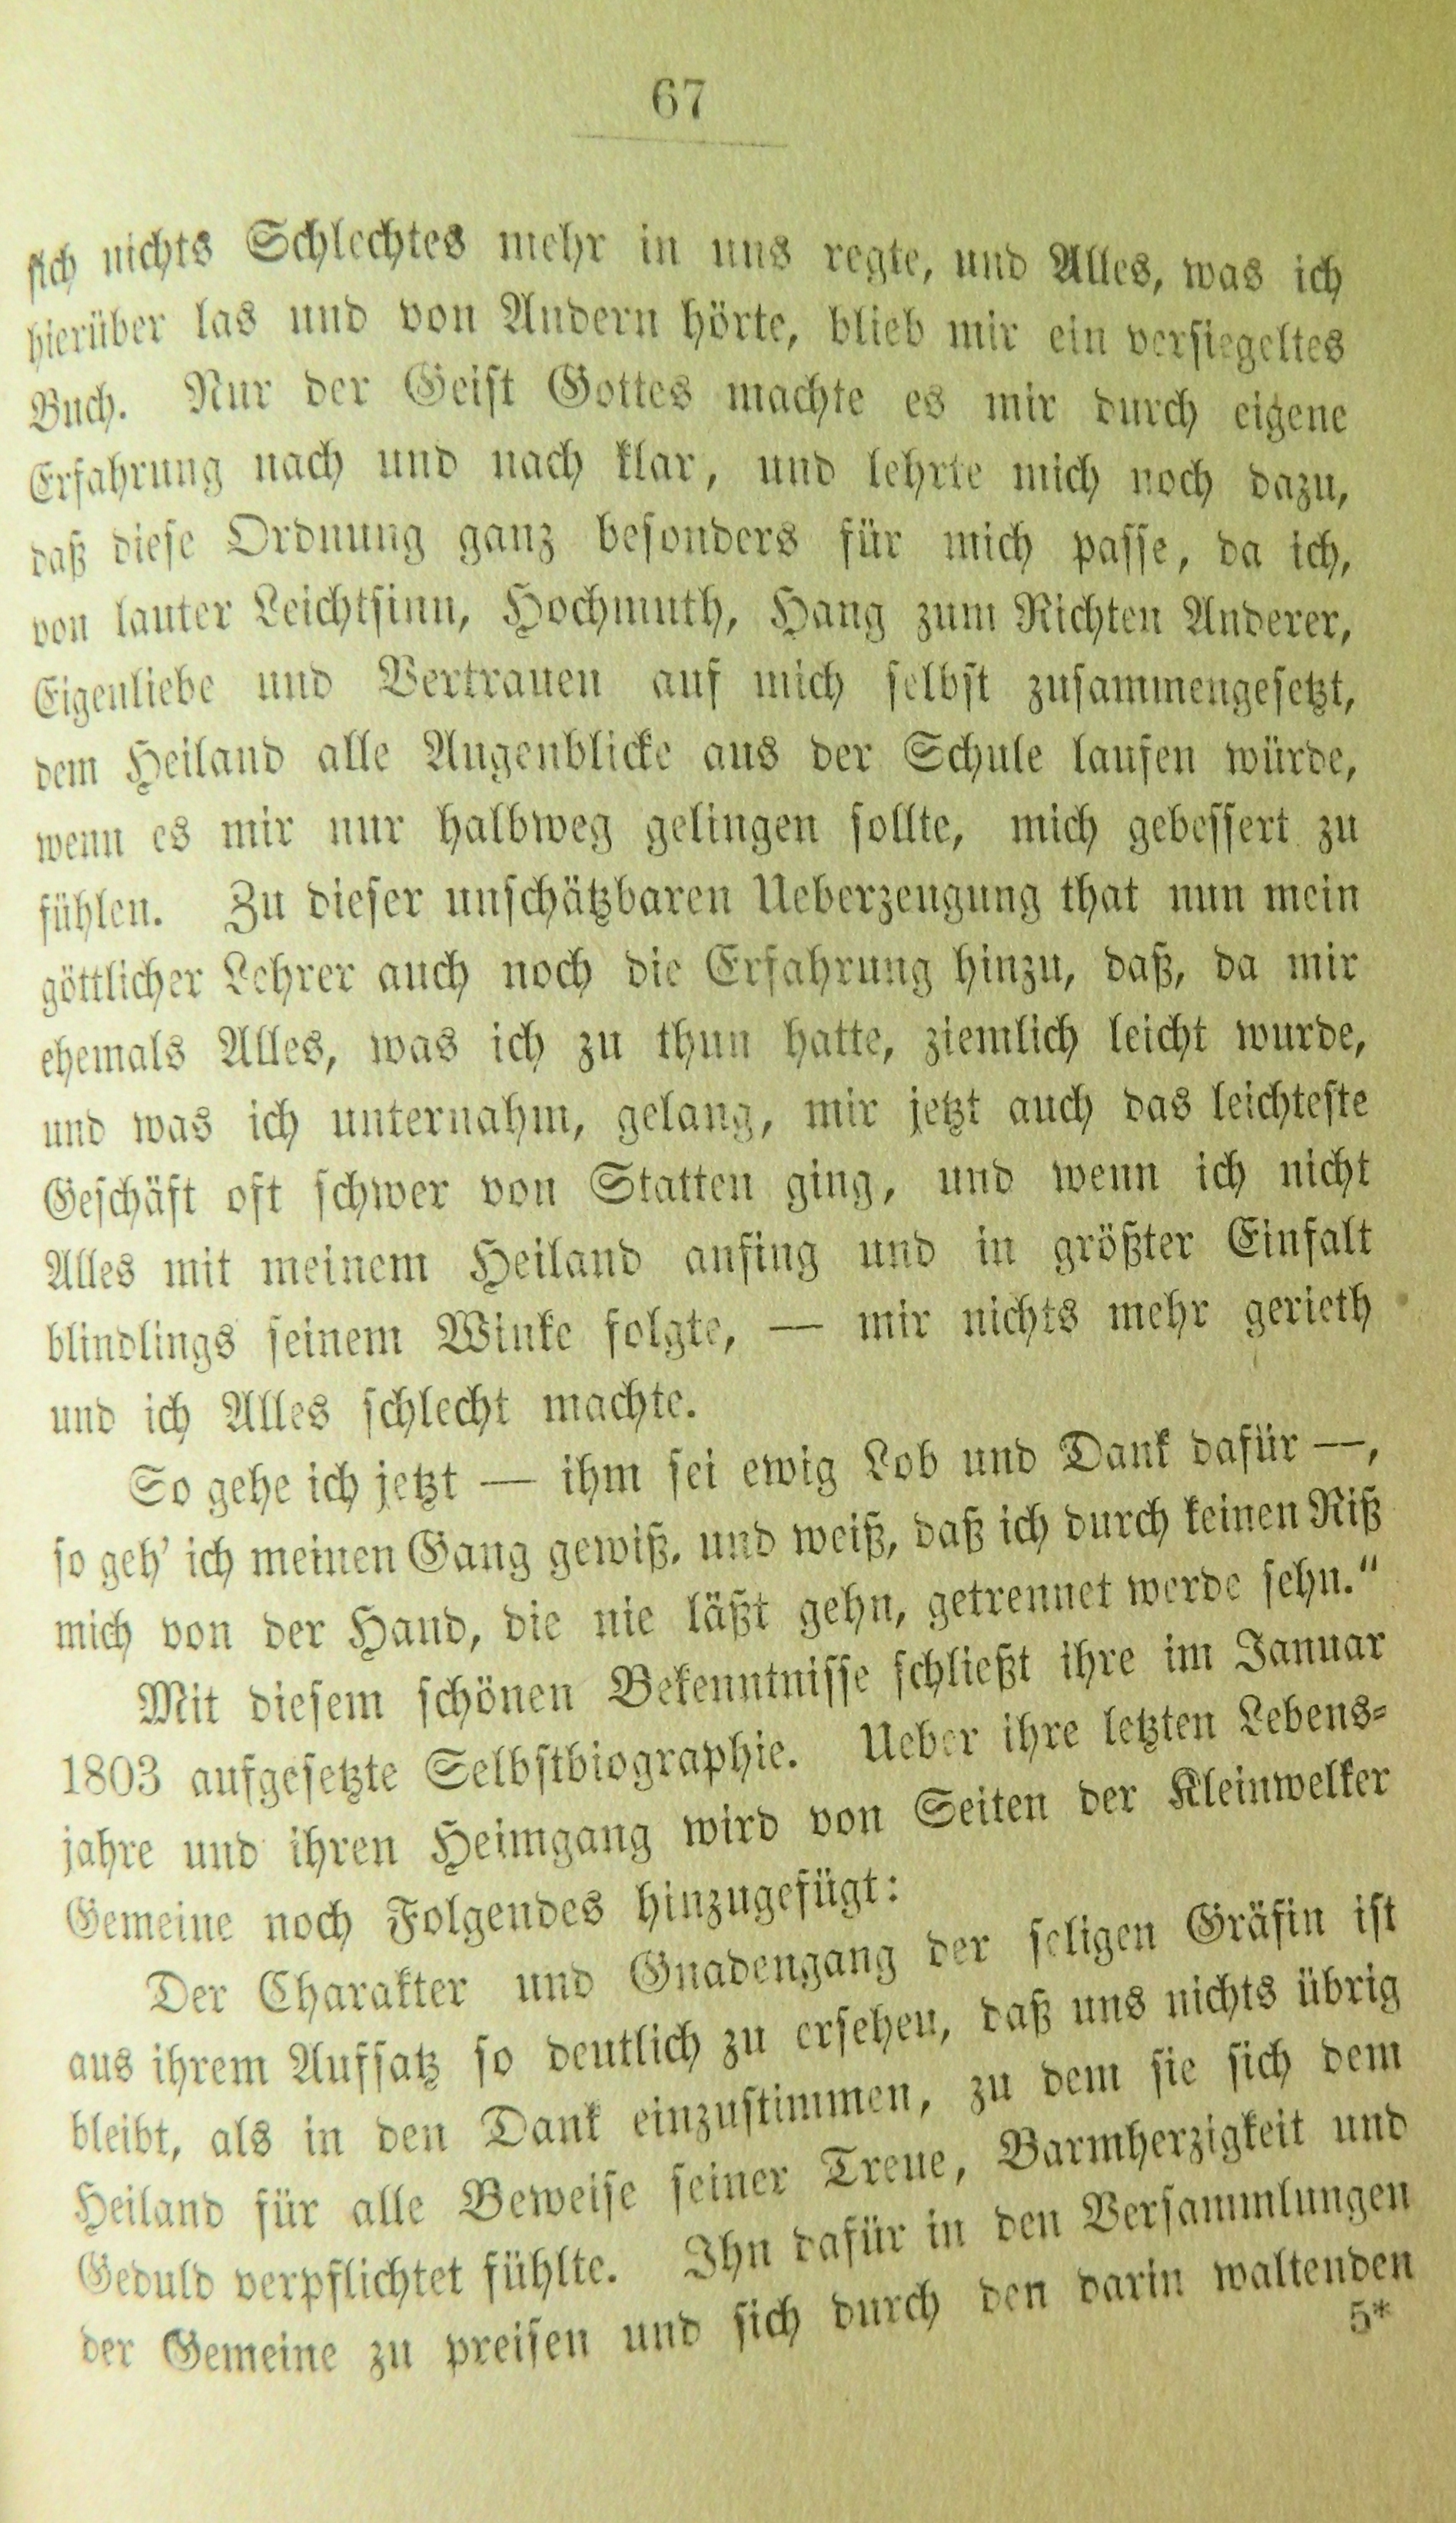 67
sich nichts Schlechtes mehr in uns regte, und Alles, was ich
hierüber las und von Andern hörte, blieb mir ein versiegeltes
Buch. Nur der Geist Gottes machte es mir durch eigene
Erfahrung nach und nach klar, und lehrte mich noch dazu,
daß diese Ordnung ganz besonders für mich passe, da ich,
von lauter Leichtsinn, Hochmuth, Hang zum Richten Anderer,
Eigenliebe und Vertrauen auf mich selbst zusammengesetzt,
dem Heiland alle Augenblicke aus der Schule laufen würde,
wenn es mir nur halbweg gelingen sollte, mich gebessert zu
fühlen. Zu dieser unschätzbaren Ueberzeugung that nun mein
göttlicher Lehrer auch noch die Erfahrung hinzu, daß, da mir
ehemals Alles, was ich zu thun hatte, ziemlich leicht wurde,
und was ich unternahm, gelang, mir jetzt auch das leichteste
Geschäft oft schwer von Statten ging, und wenn ich nicht
Alles mit meinem Heiland anfing und in größter Einfalt
blindlings seinem Winke folgte, — mir nichts mehr gerieth
und ich Alles schlecht machte.
So gehe ich jetzt — ihm sei ewig Lob und Dank dafür —,
so geh' ich meinen Gang gewiß, und weiß, daß ich durch keinen Riß
mich von der Hand, die nie läßt gehn, getrennet werde sehn.“
Mit diesem schönen Bekenntnisse schließt ihre im Januar
1803 aufgesetzte Selbstbiographie. Ueber ihre letzten Lebens-
jahre und ihren Heimgang wird von Seiten der Kleinwelker
Gemeine noch Folgendes hinzugefügt:
Der Charakter und Gnadengang der seligen Gräfin ist
aus ihrem Aufsatz so deutlich zu ersehen, daß uns nichts übrig
bleibt, als in den Dank einzustimmen, zu dem sie sich dem
Heiland für alle Beweise seiner Treue, Barmherzigkeit und
Geduld verpflichtet fühlte. Ihn dafür in den Versammlungen
der Gemeine zu preisen und sich durch den darin waltenden
5*